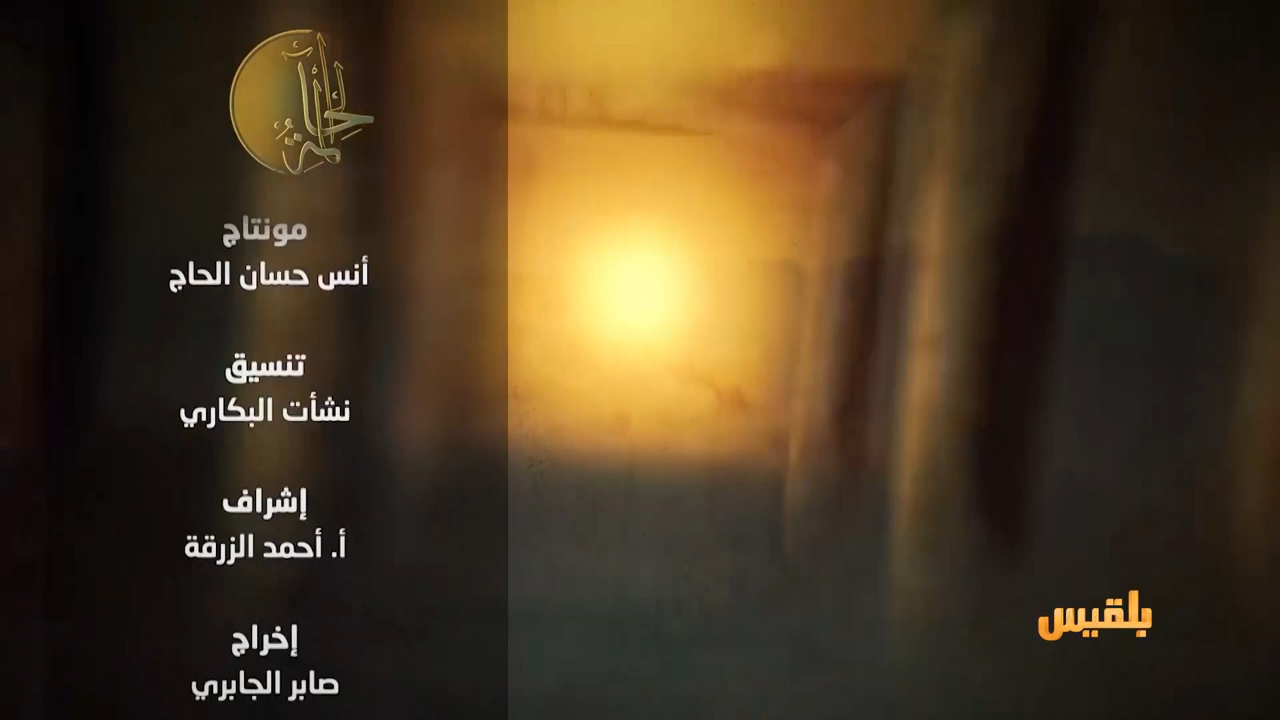 مونتاج
أنس حسان الحاج
تنسيق
نشأت البكاري
إشراف
أ. أحمد الزرقة
إخراج
صابر الجابري
بلقيس